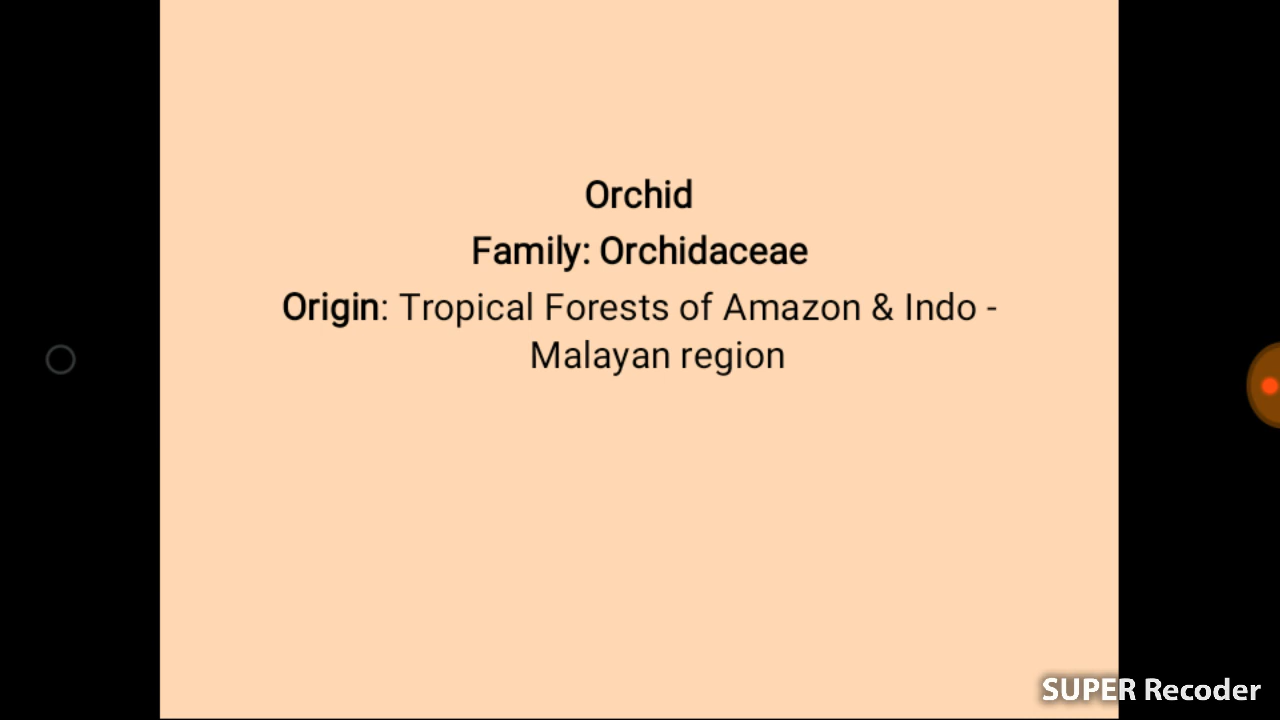 Orchid
Family: Orchidaceae
Origin: Tropical Forests of Amazon & Indo -
Malayan region
SUPER Recoder